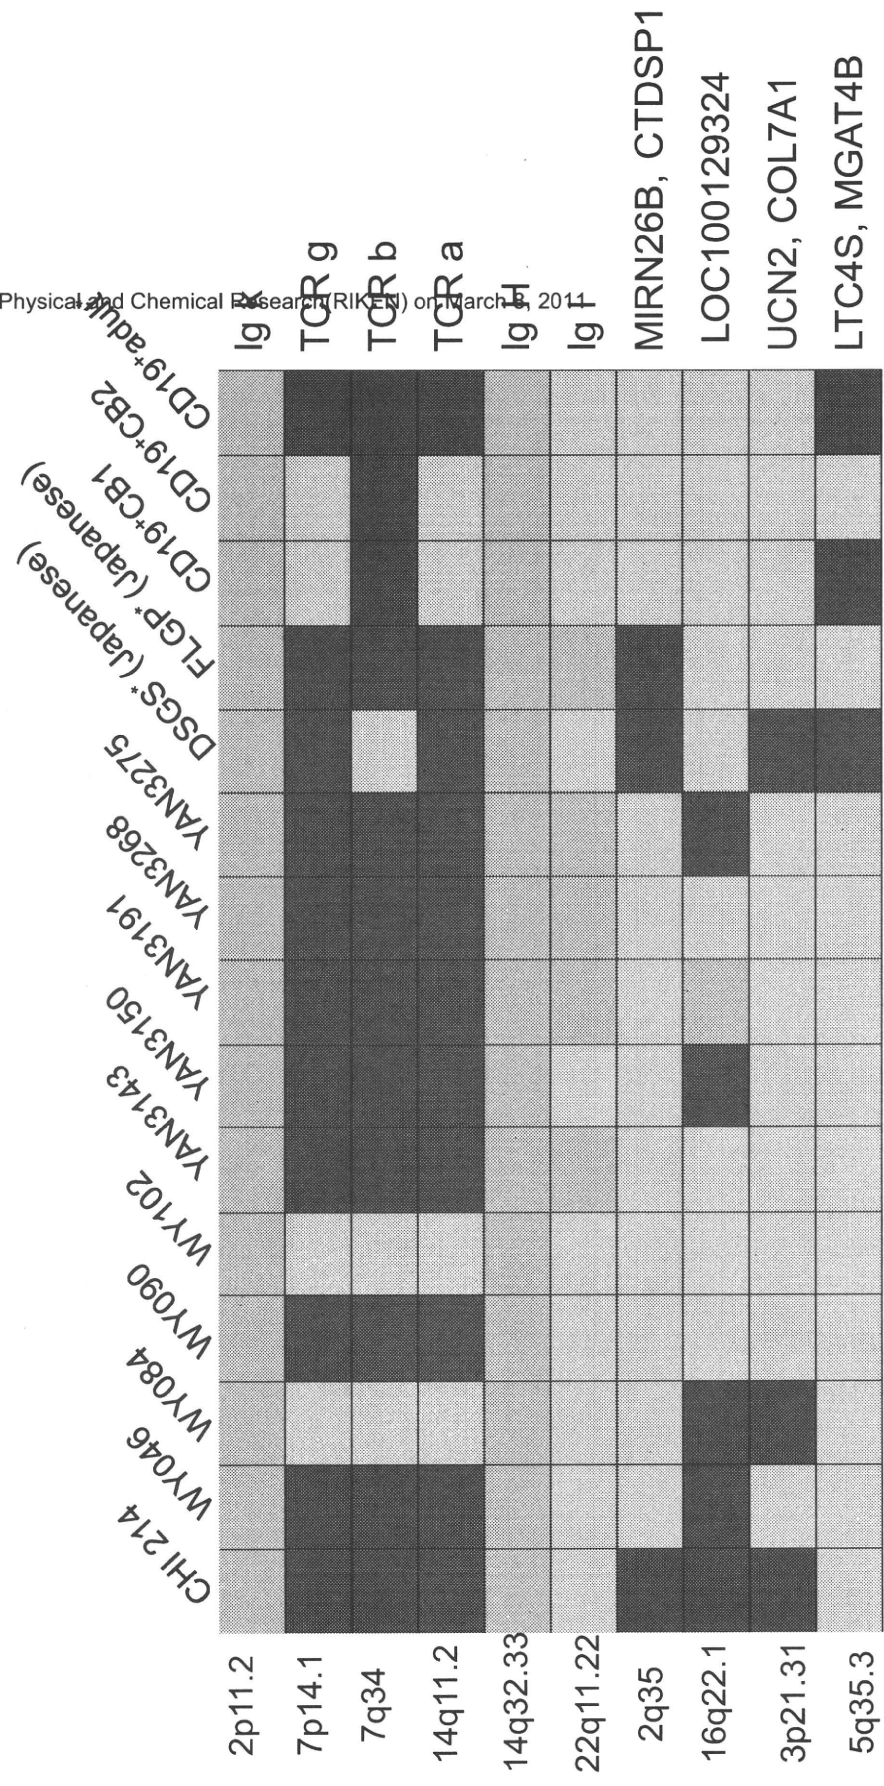 Physical and Chemical Research(RIKEN) on March 8, 2011
CHI 214
WY046
WY084
WY090
WY102
YAN3143
YAN3150
YAN3191
YAN3268
YAN3275
DSGS* (Japanese)
FLGP* (Japanese)
CD19+CB1
CD19+CB2
CD19+adult
2p11.2 Ig k
7p14.1 TCR g
7q34 TCR b
14q11.2 TCR a
14q32.33 Ig H
22q11.22 Ig l
2q35 MIRN26B, CTDSP1
16q22.1 LOC100129324
3p21.31 UCN2, COL7A1
5q35.3 LTC4S, MGAT4B